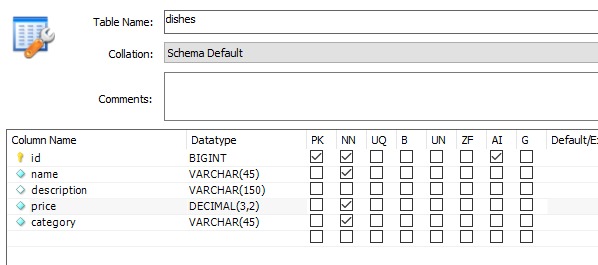 Table Name: dishes
Collation: Schema Default
Comments:
Column Name Datatype PK NN UQ B UN ZF AI G Default/Ex
id BIGINT
name VARCHAR(45)
description VARCHAR(150)
price DECIMAL(3,2)
category VARCHAR(45)